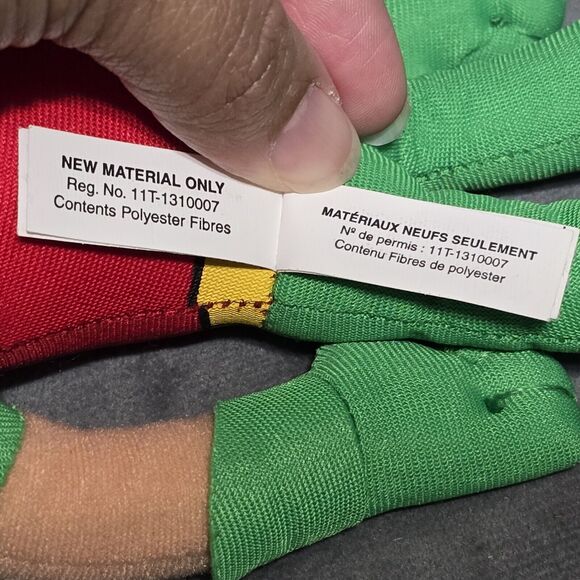 NEW MATERIAL ONLY
Reg. No. 11T-1310007
Contents Polyester Fibres
MATÉRIAUX NEUFS SEULEMENT
Nº de permis : 11T-1310007
Contenu Fibres de polyester